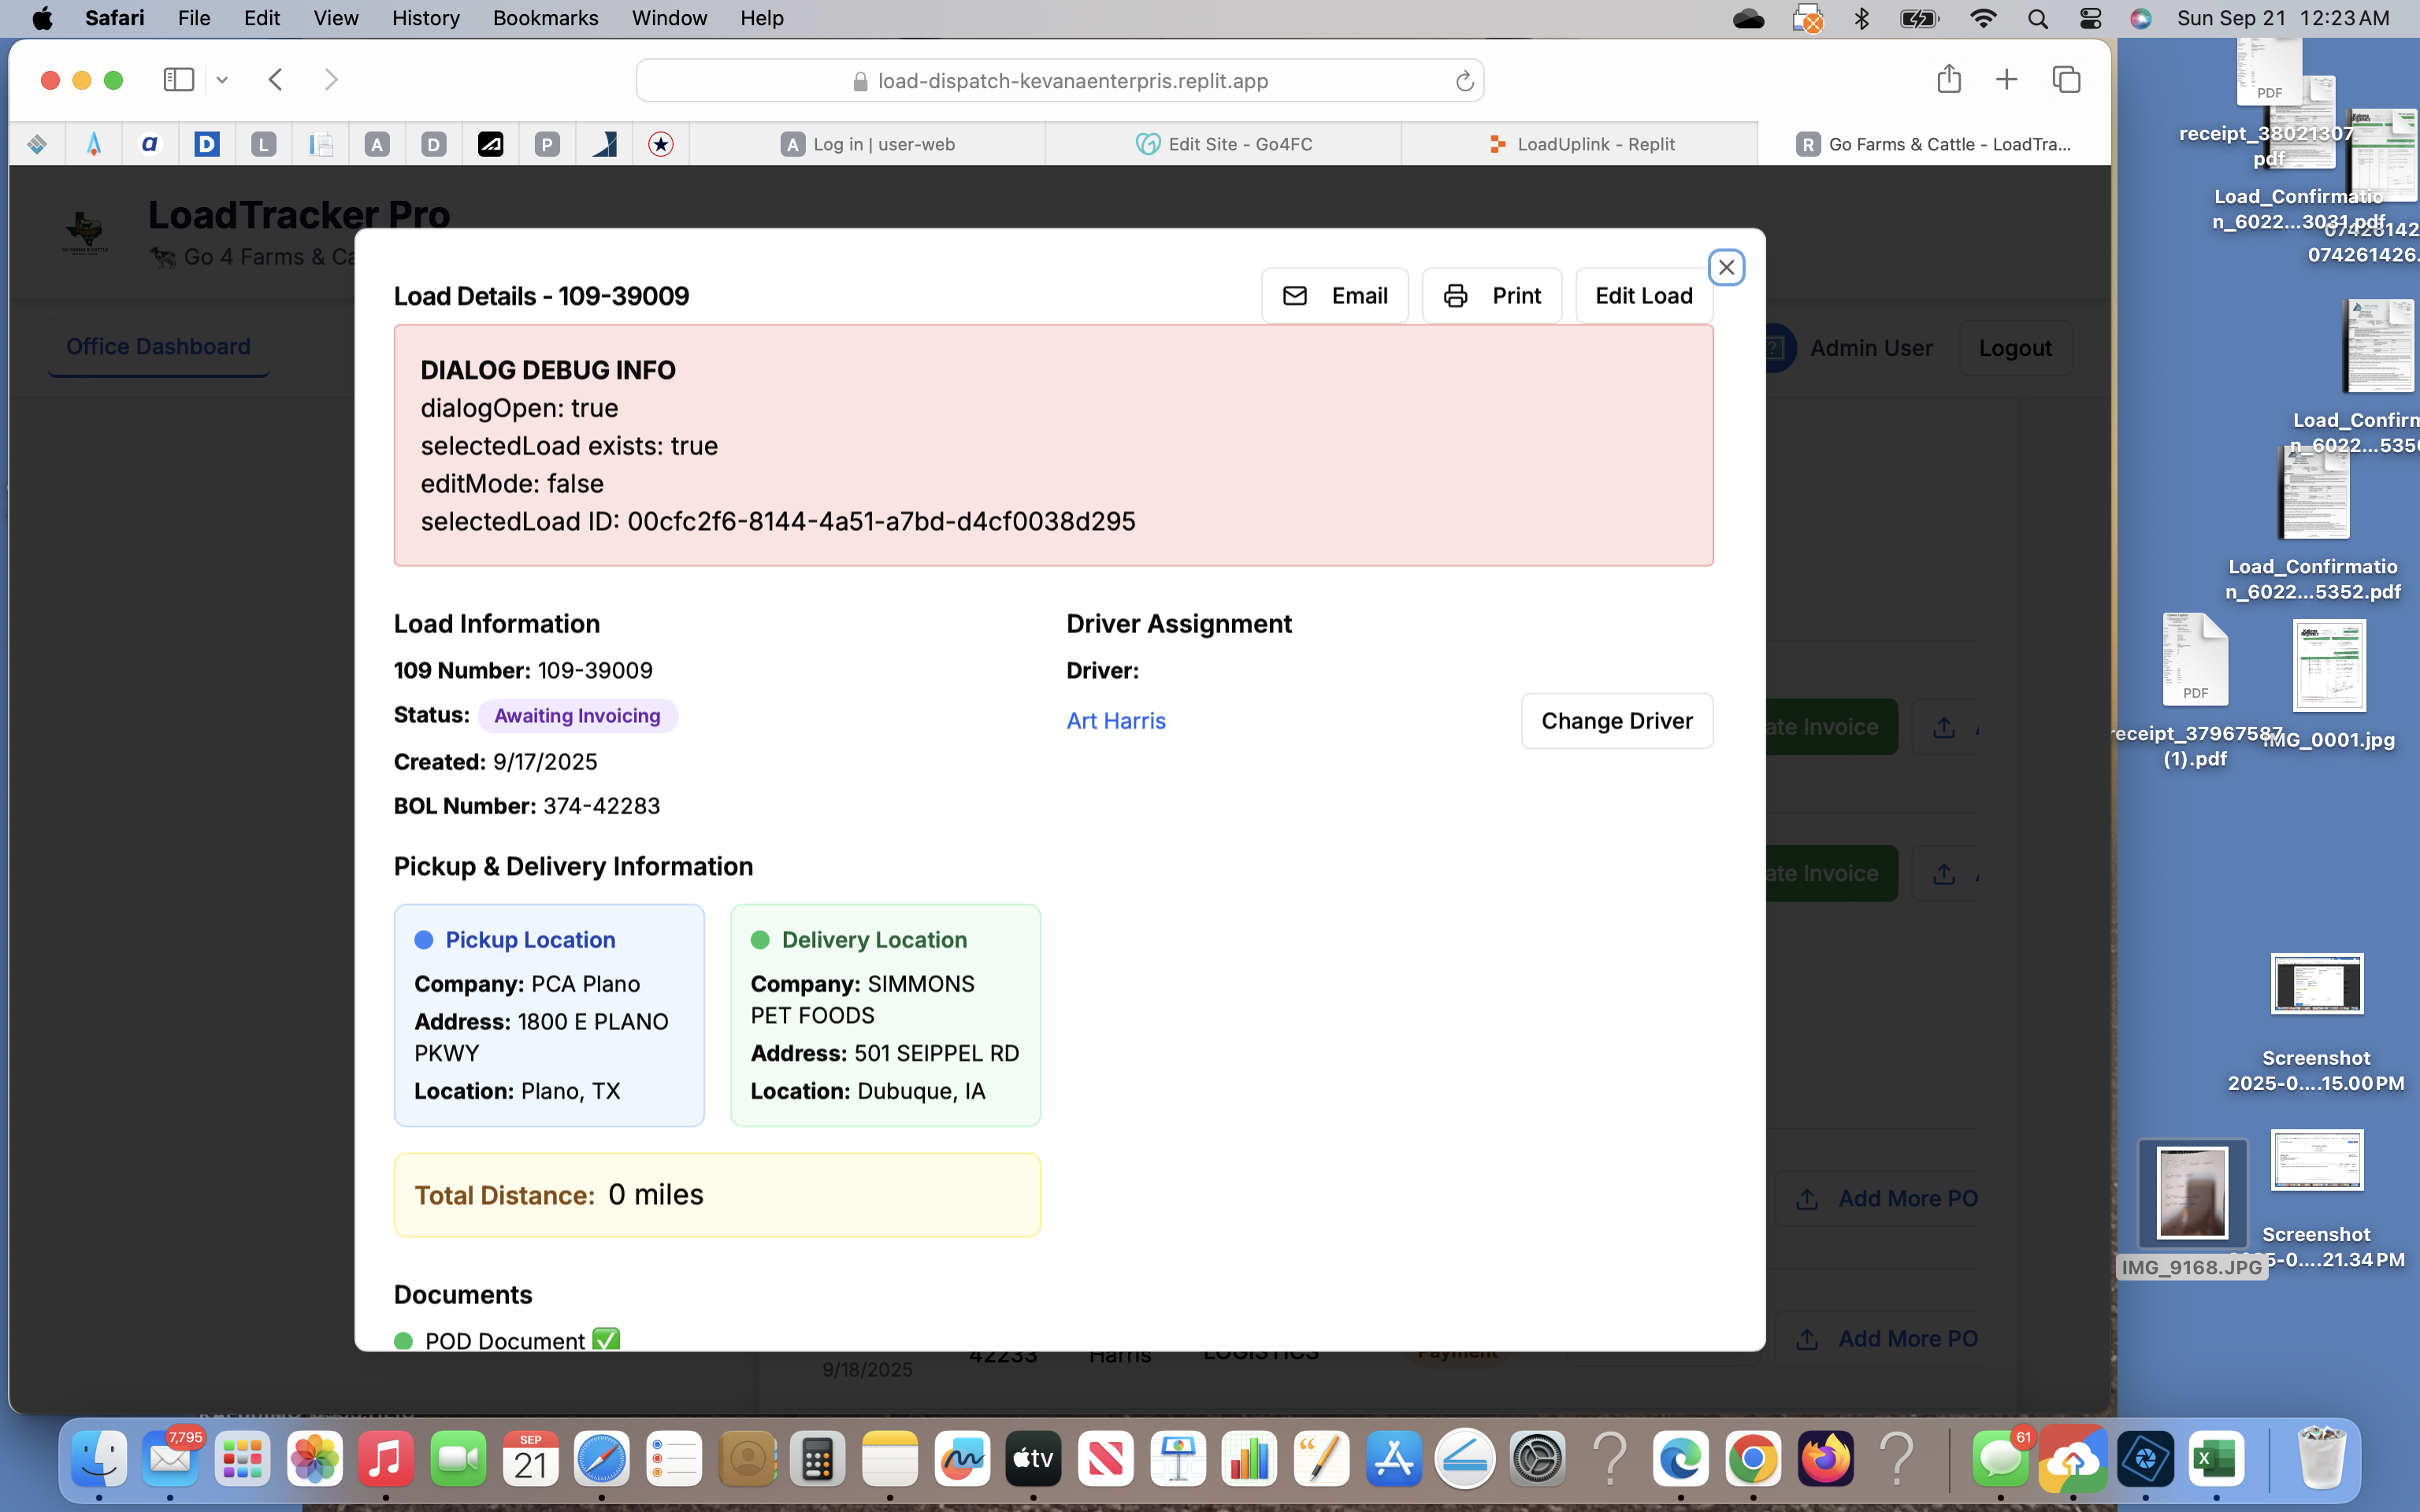 Safari File Edit View History Bookmarks Window Help Sun Sep 21 12:23 AM
load-dispatch-kevanaenterpris.replit.app
a D L A D P A Log in | user-web Edit Site - Go4FC LoadUplink - Replit R Go Farms & Cattle - LoadTra...
LoadTracker Pro
Go 4 Farms & Ca
Office Dashboard
Admin User
Logout
Load Details - 109-39009
Email
Print
Edit Load
DIALOG DEBUG INFO
dialogOpen: true
selectedLoad exists: true
editMode: false
selectedLoad ID: 00cfc2f6-8144-4a51-a7bd-d4cf0038d295
Load Information
109 Number: 109-39009
Status: Awaiting Invoicing
Created: 9/17/2025
BOL Number: 374-42283
Driver Assignment
Driver:
Art Harris
Change Driver
Pickup & Delivery Information
Pickup Location
Company: PCA Plano
Address: 1800 E PLANO
PKWY
Location: Plano, TX
Delivery Location
Company: SIMMONS
PET FOODS
Address: 501 SEIPPEL RD
Location: Dubuque, IA
Total Distance: 0 miles
Documents
POD Document
ate Invoice
ate Invoice
Add More PO
Add More PO
9/18/2025
42233
Harris
LOGISTICS
Payment
PDF
receipt_38021307
pdf
Load_Confirmatio
n_6022...3031.pdf
074261426.
Load_Confirm
n_6022...535
Load_Confirmatio
n_6022...5352.pdf
PDF
receipt_37967587
(1).pdf
IMG_0001.jpg
Screenshot
2025-0....15.00 PM
Screenshot
5-0....21.34 PM
IMG_9168.JPG
7,795
SEP
21
tv
61
X